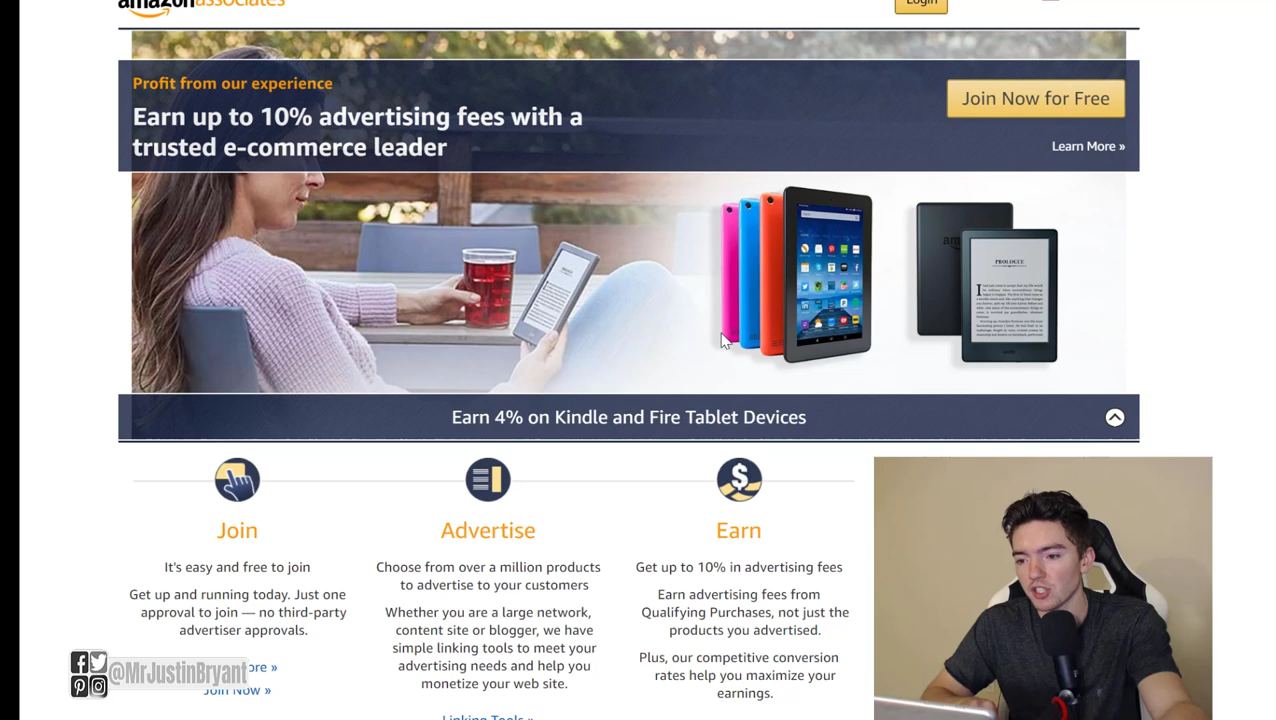 amazonassociates
Login
Profit from our experience
Earn up to 10% advertising fees with a
trusted e-commerce leader
Join Now for Free
Learn More »
PROLOGUE
PROLOGUE
Earn 4% on Kindle and Fire Tablet Devices
Join
It's easy and free to join
Get up and running today. Just one
approval to join — no third-party
advertiser approvals.
ore »
Join Now »
Advertise
Choose from over a million products
to advertise to your customers
Whether you are a large network,
content site or blogger, we have
simple linking tools to meet your
advertising needs and help you
monetize your web site.
Linking Tools »
Earn
Get up to 10% in advertising fees
Earn advertising fees from
Qualifying Purchases, not just the
products you advertised.
Plus, our competitive conversion
rates help you maximize your
earnings.
@MrJustinBryant